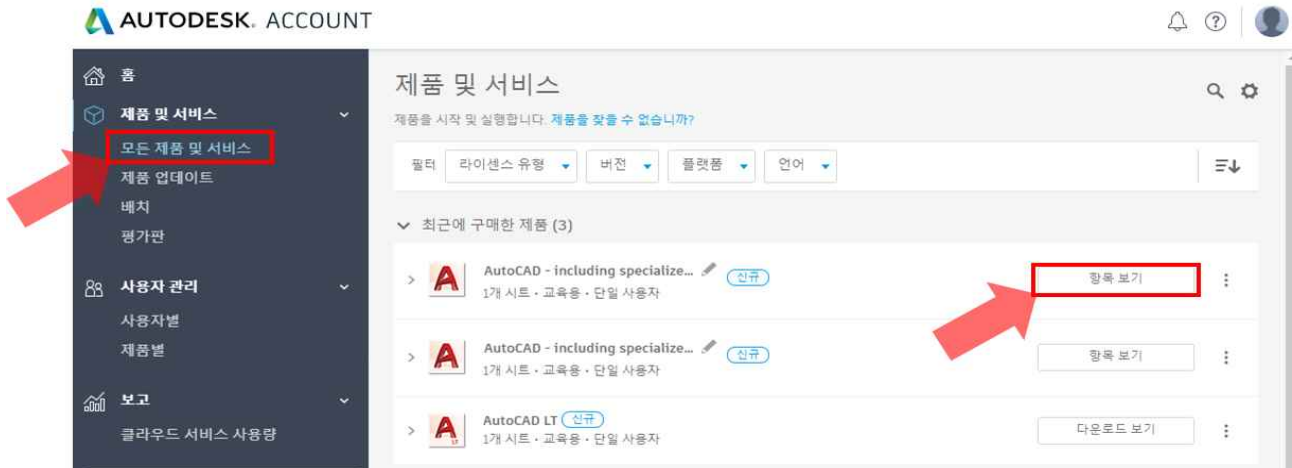 AUTODESK. ACCOUNT
홈
제품 및 서비스
모든 제품 및 서비스
제품 업데이트
배치
평가판
사용자 관리
사용자별
제품별
보고
클라우드 서비스 사용량
제품 및 서비스
제품을 시작 및 실행합니다. 제품을 찾을 수 없습니까?
필터 라이센스 유형 버전 플랫폼 언어
최근에 구매한 제품 (3)
AutoCAD - including specialize... 신규
1개 시트 · 교육용 · 단일 사용자
항목 보기
AutoCAD - including specialize... 신규
1개 시트 · 교육용 · 단일 사용자
항목 보기
AutoCAD LT 신규
1개 시트 · 교육용 · 단일 사용자
다운로드 보기